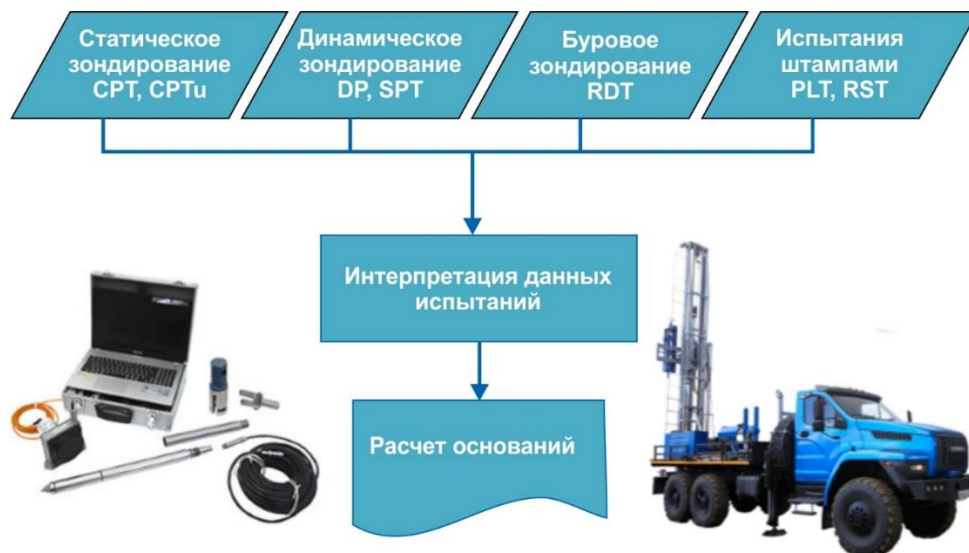 Статическое
зондирование
CPT, CPTu
Динамическое
зондирование
DP, SPT
Буровое
зондирование
RDT
Испытания
штампами
PLT, RST
Интерпретация данных
испытаний
Расчет оснований